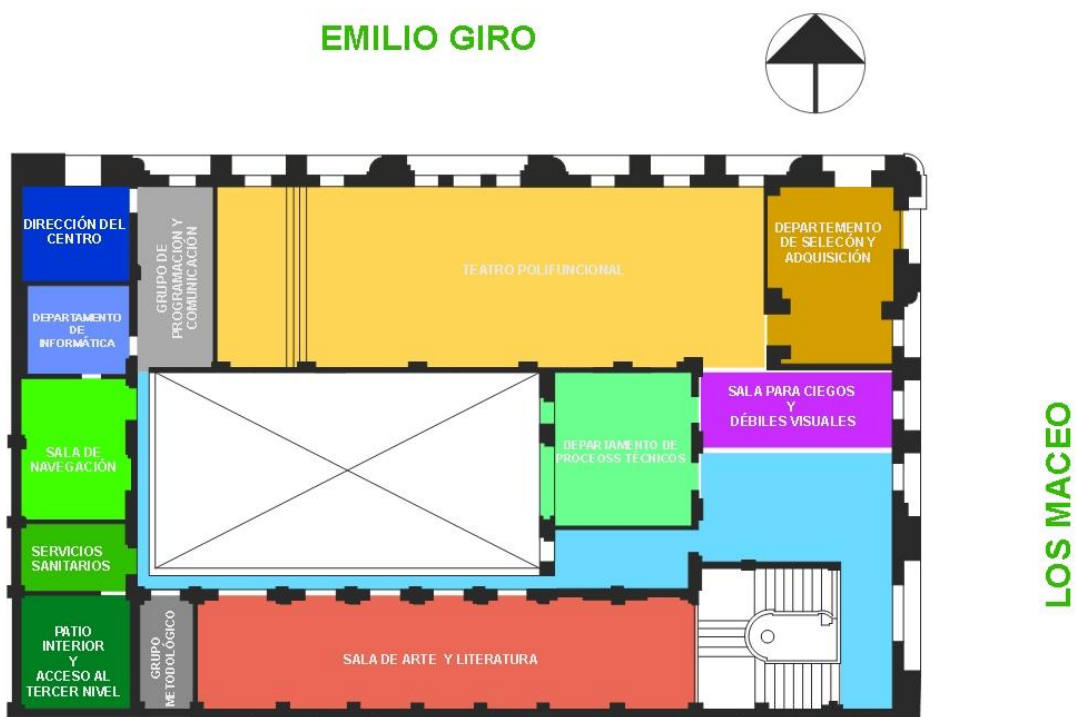 EMILIO GIRO
DIRECCIÓN DEL
CENTRO
GRUPO DE
PROGRAMACIÓN Y
COMUNICACIÓN
TEATRO POLIFUNCIONAL
DEPARTEMENTO
DE SELECÓN Y
ADQUISICIÓN
DEPARTAMENTO
DE
INFORMÁTICA
SALA PARA CIEGOS
Y
DÉBILES VISUALES
SALA DE
NAVEGACIÓN
DEPARTAMENTO DE
PROCEOSS TÉCNICOS
LOS MACEO
SERVICIOS
SANITARIOS
PATIO
INTERIOR
Y
ACCESO AL
TERCER NIVEL
GRUPO
METODOLÓGICO
SALA DE ARTE Y LITERATURA